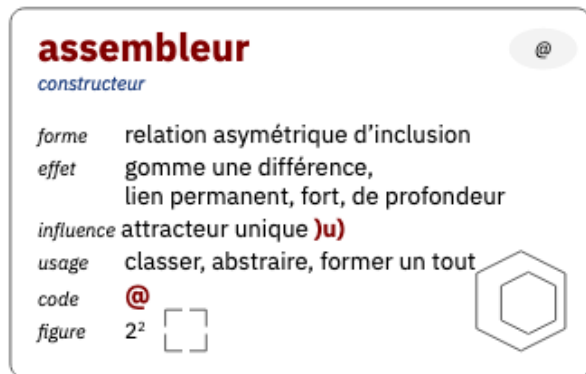 assembleur
@
constructeur
forme relation asymétrique d’inclusion
effet gomme une différence,
lien permanent, fort, de profondeur
influence attracteur unique )u)
usage classer, abstraire, former un tout
code @
figure 2²